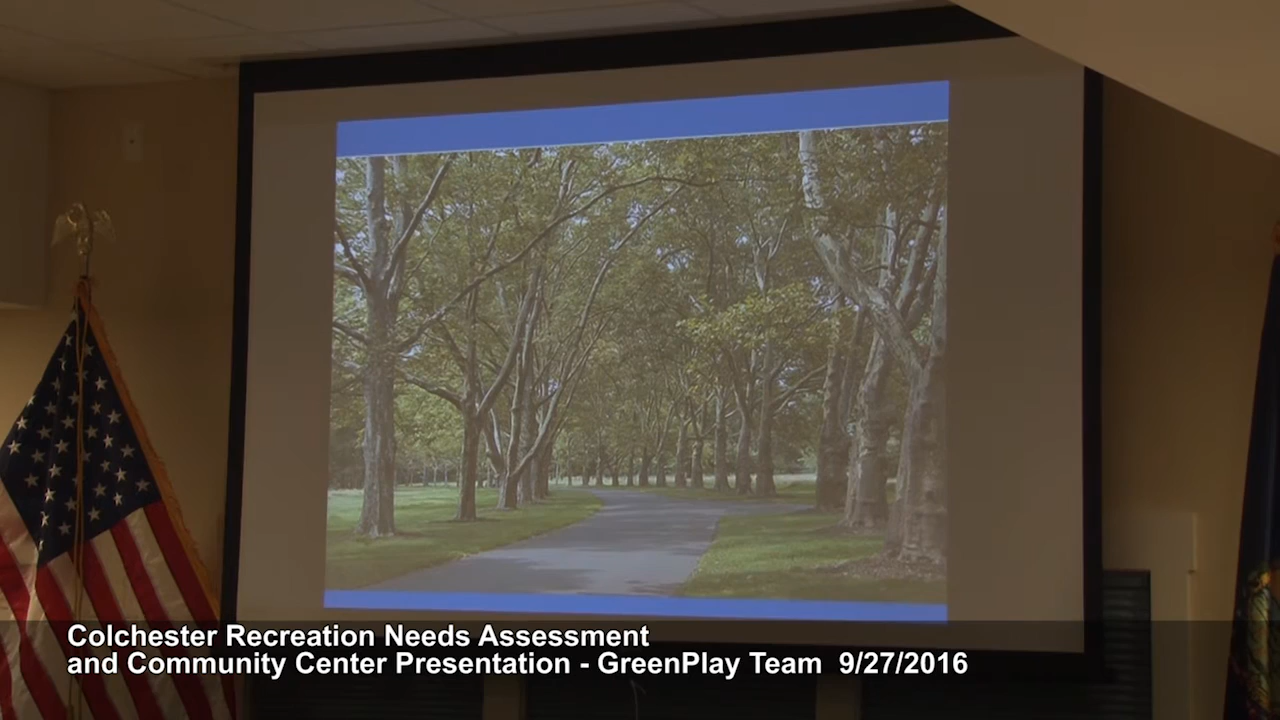 Colchester Recreation Needs Assessment
and Community Center Presentation - GreenPlay Team 9/27/2016